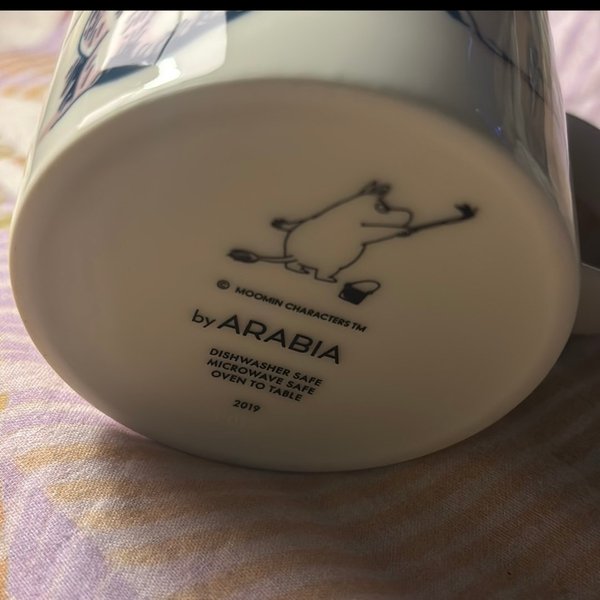 © MOOMIN CHARACTERS™
by ARABIA
DISHWASHER SAFE
MICROWAVE SAFE
OVEN TO TABLE
2019